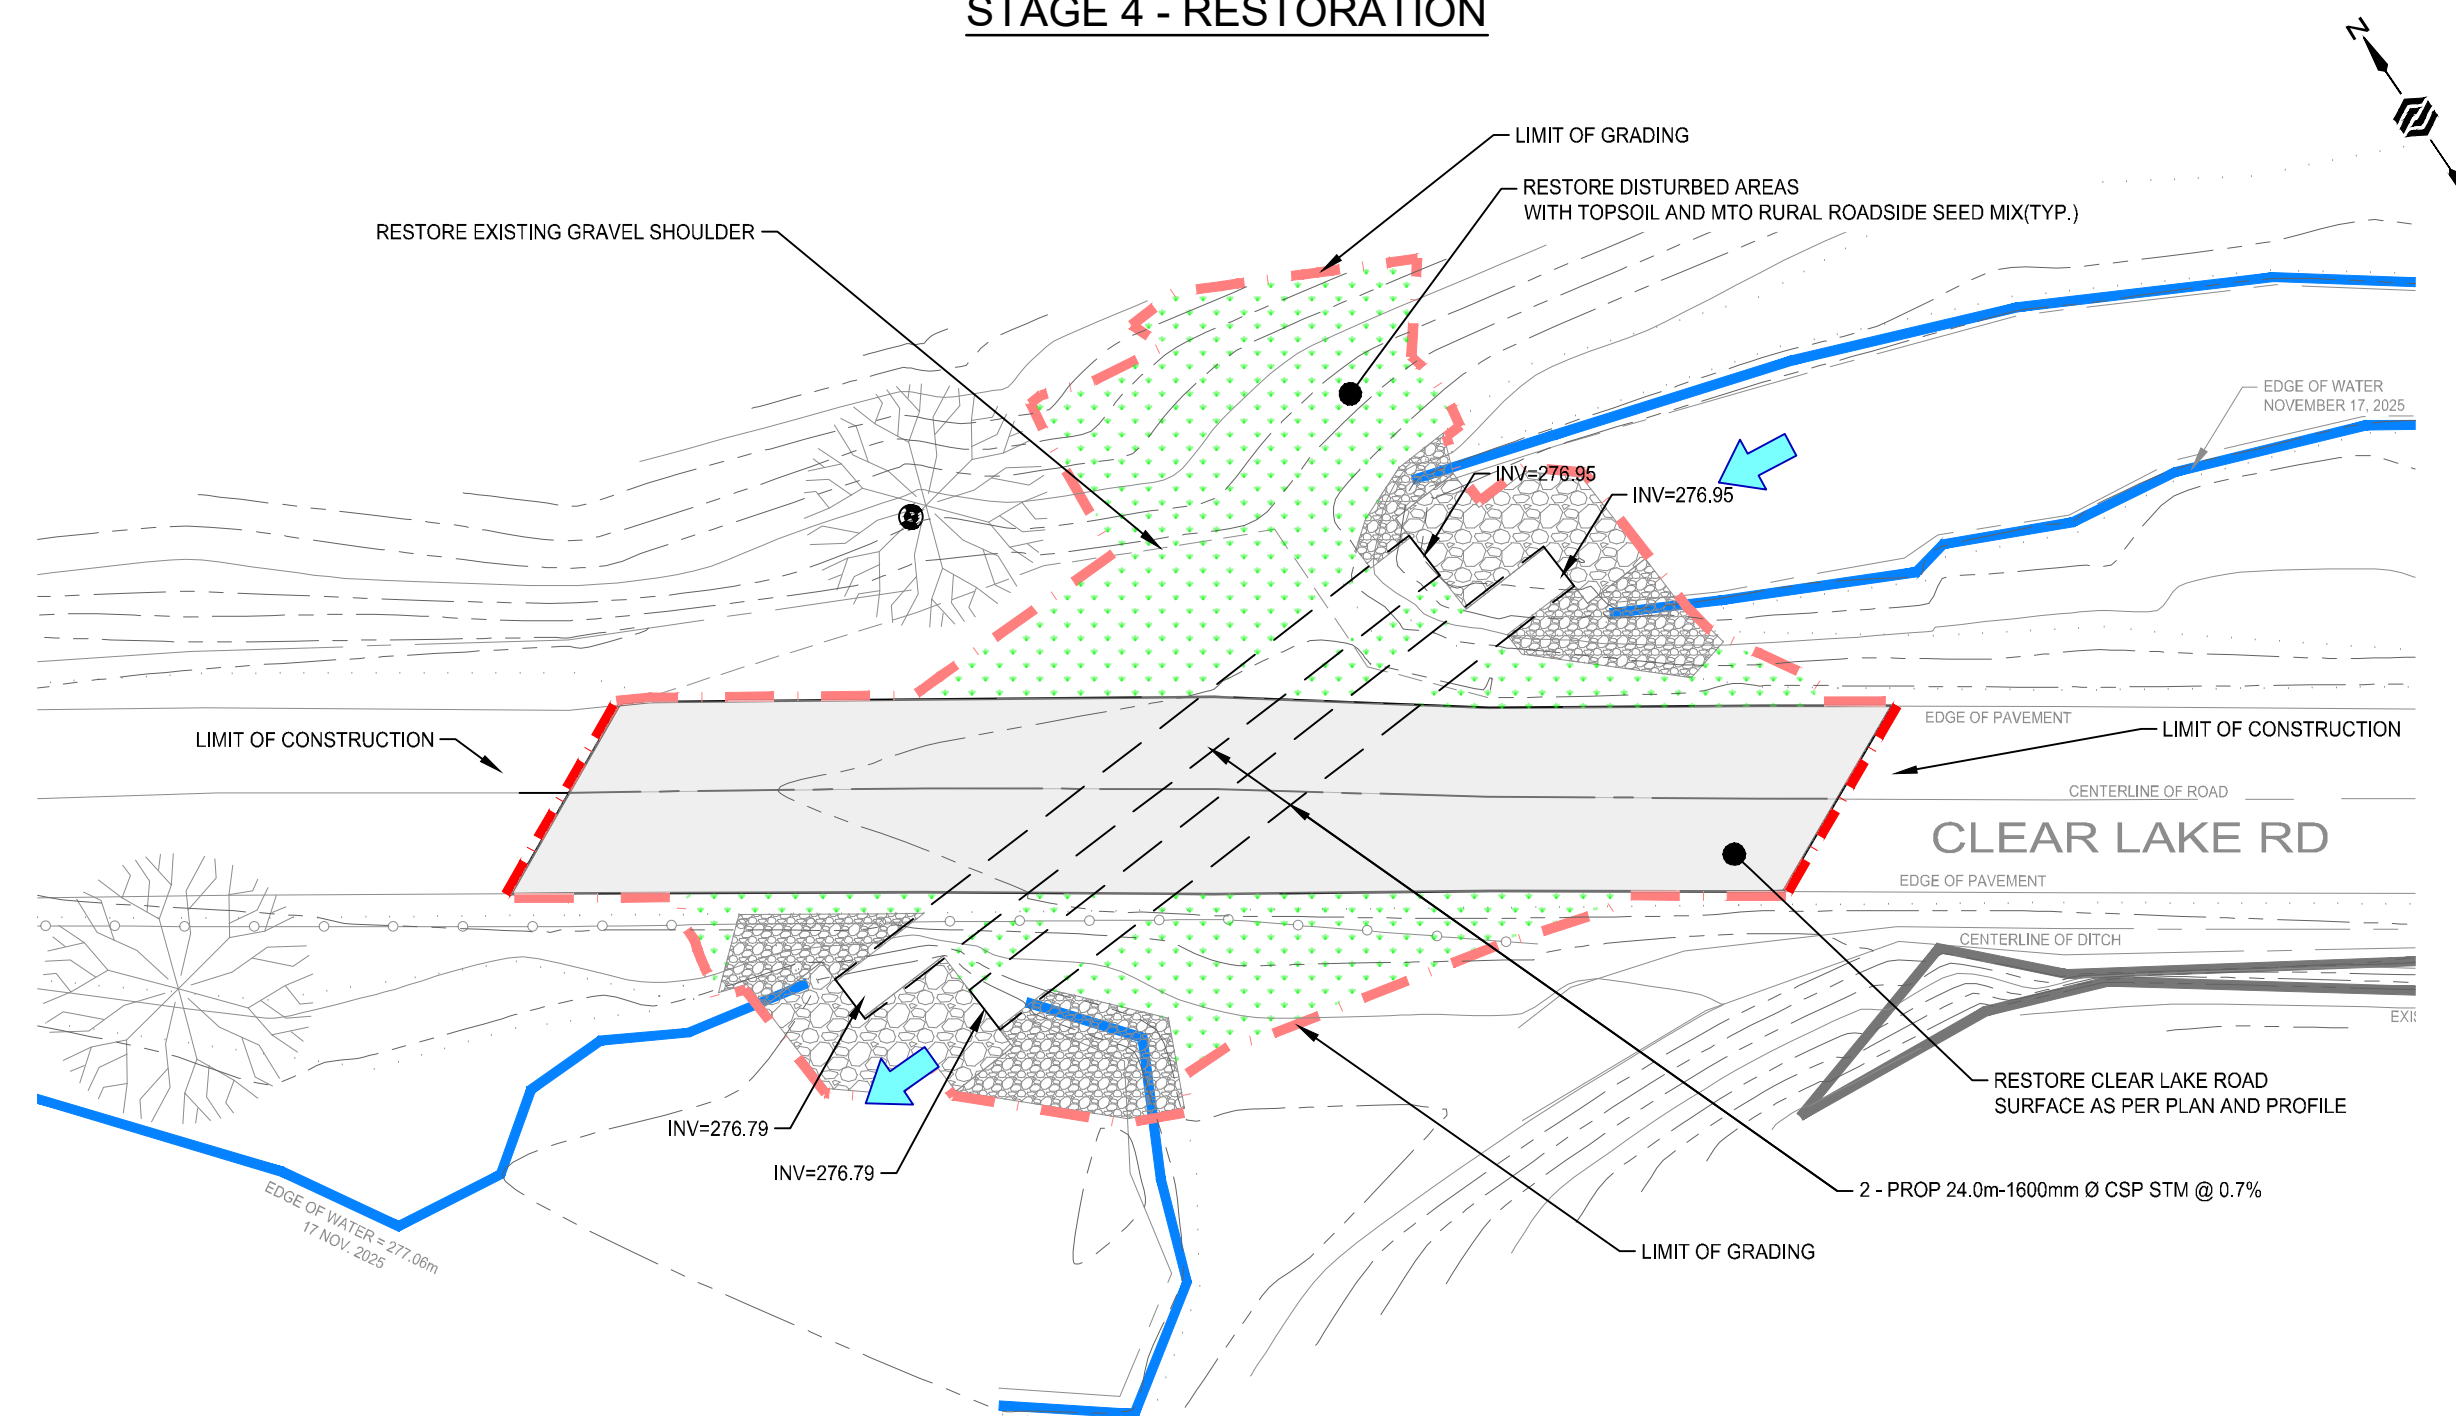 STAGE 4 - RESTORATION
N
LIMIT OF GRADING
RESTORE DISTURBED AREAS
WITH TOPSOIL AND MTO RURAL ROADSIDE SEED MIX(TYP.)
RESTORE EXISTING GRAVEL SHOULDER
EDGE OF WATER
NOVEMBER 17, 2025
INV=276.95
INV=276.95
EDGE OF PAVEMENT
LIMIT OF CONSTRUCTION
LIMIT OF CONSTRUCTION
CENTERLINE OF ROAD
CLEAR LAKE RD
EDGE OF PAVEMENT
CENTERLINE OF DITCH
EXIS
RESTORE CLEAR LAKE ROAD
SURFACE AS PER PLAN AND PROFILE
INV=276.79
INV=276.79
2 - PROP 24.0m-1600mm Ø CSP STM @ 0.7%
EDGE OF WATER = 277.06m
17 NOV. 2025
LIMIT OF GRADING